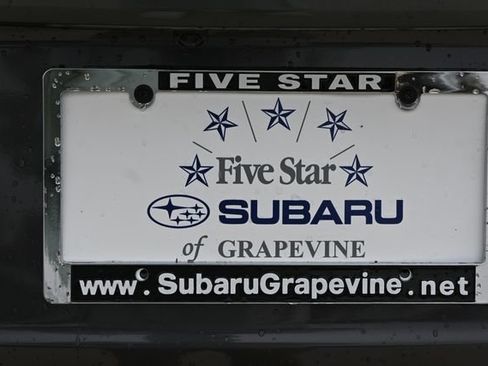 FIVE STAR
Five Star
SUBARU
of GRAPEVINE
www.SubaruGrapevine.net